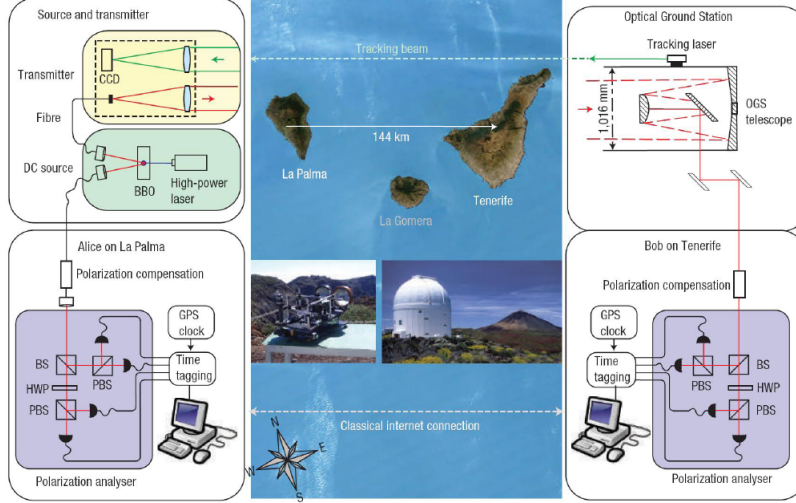 Source and transmitter
Transmitter
CCD
Fibre
DC source
BBO
High-power
laser
Alice on La Palma
Polarization compensation
GPS
clock
BS
PBS
Time
tagging
HWP
PBS
Polarization analyser
Tracking beam
144 km
La Palma
La Gomera
Tenerife
Classical internet connection
N
E
W
S
Optical Ground Station
Tracking laser
1,016 mm
OGS
telescope
Bob on Tenerife
Polarization compensation
GPS
clock
Time
tagging
BS
PBS
HWP
PBS
Polarization analyser